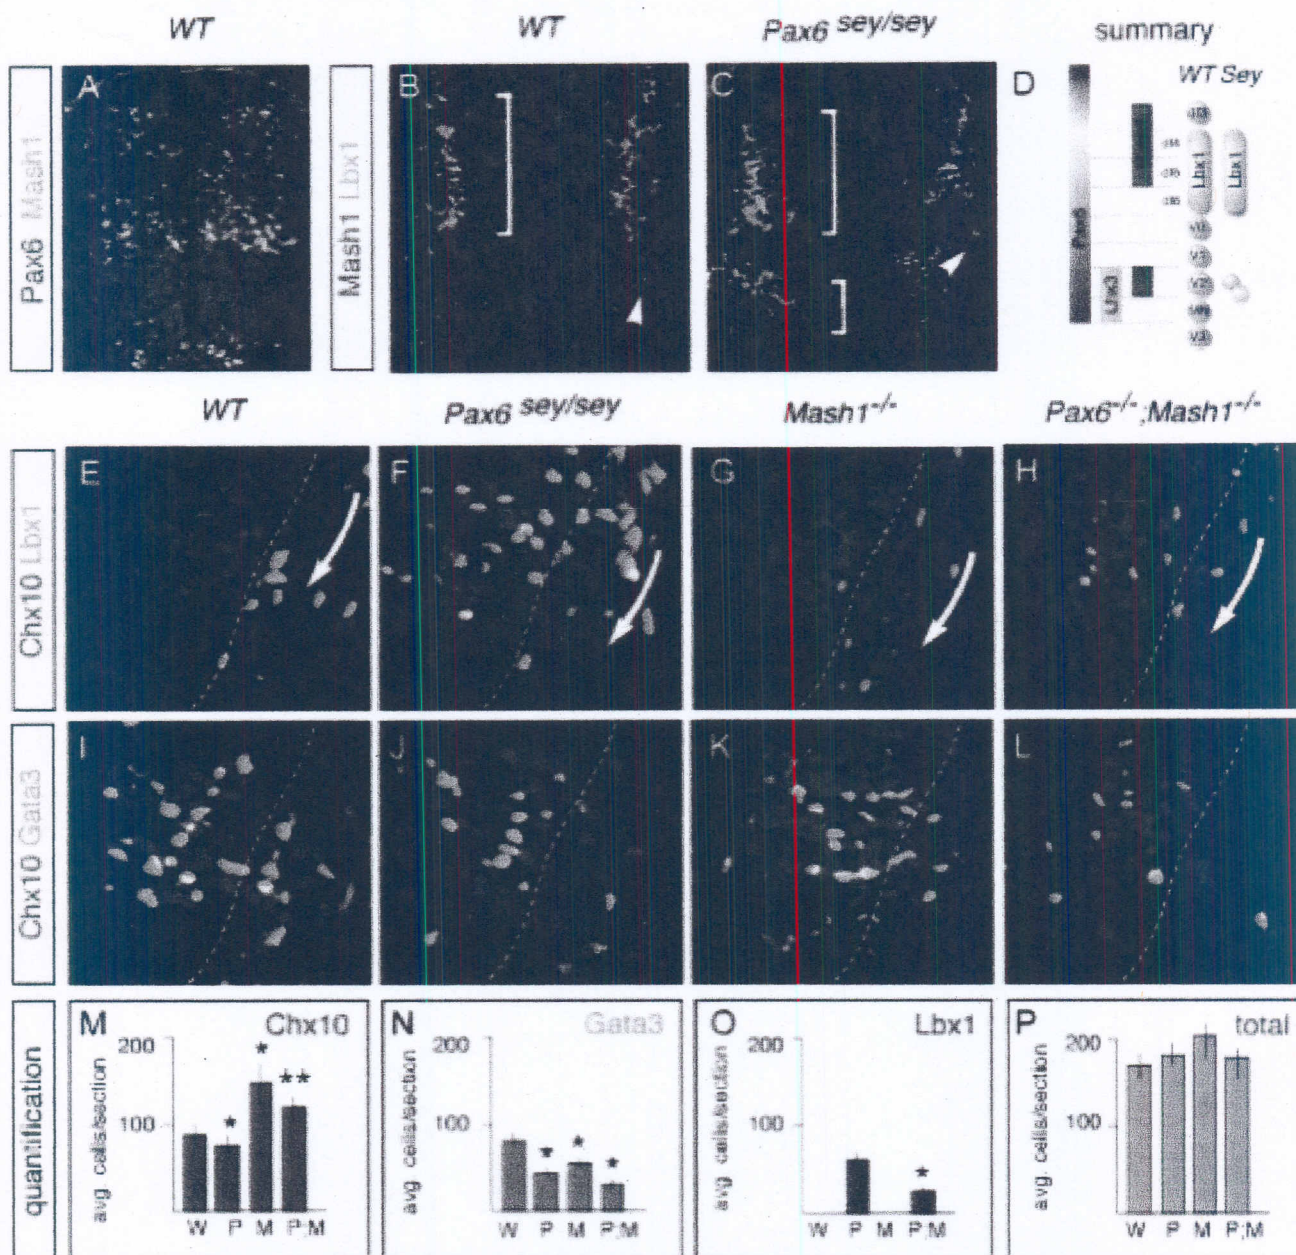 WT WT Pax6 sey/sey summary
Pax6 Mash1
A
Mash1 Lbx1
B
C
D
WT Sey
Pax6
Lbx1 Lbx1
WT Pax6 sey/sey Mash1-/- Pax6-/-;Mash1-/-
Chx10 Lbx1
E F G H
Chx10 Gata3
I J K L
quantification
M Chx10
200
100
avg. cells/section
* * **
W P M P;M
N Gata3
200
100
avg. cells/section
* * *
W P M P;M
O Lbx1
200
100
avg. cells/section
*
W P M P;M
P total
200
100
avg. cells/section
W P M P;M